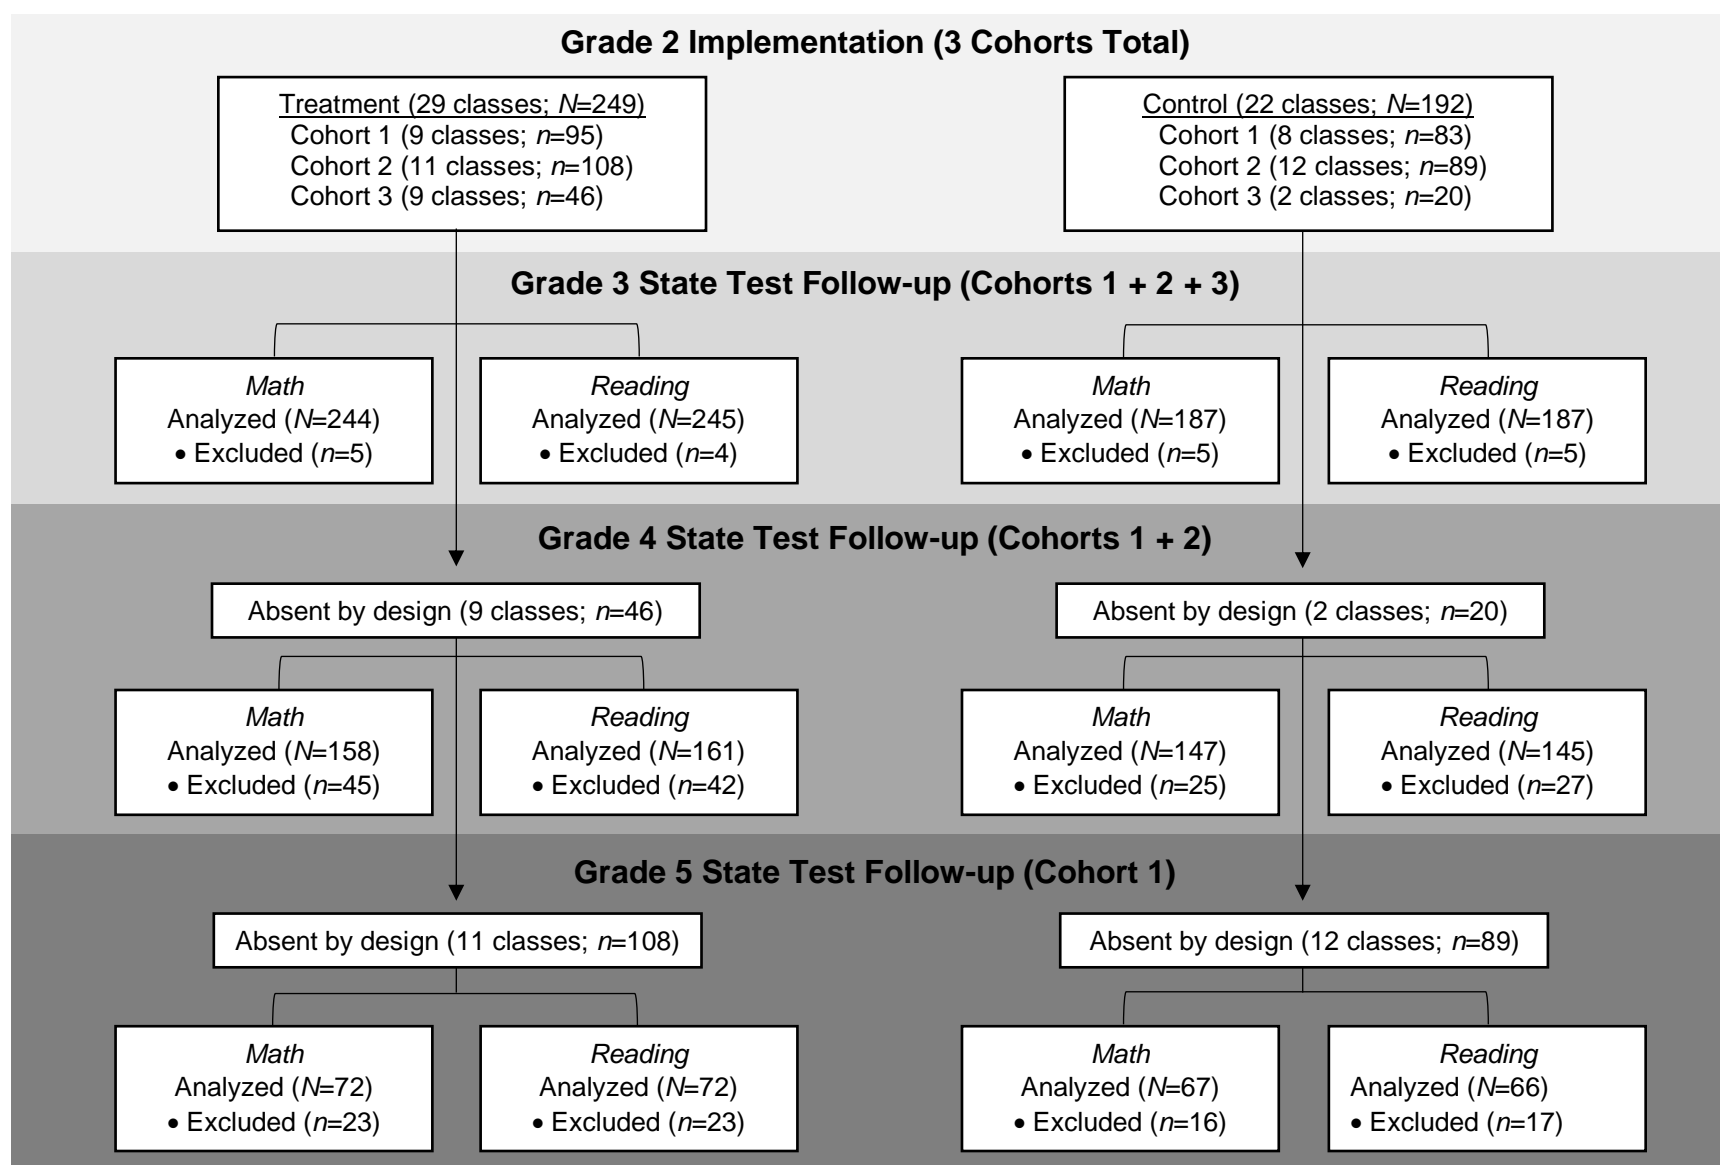 Grade 2 Implementation (3 Cohorts Total)
Treatment (29 classes; N=249)
Cohort 1 (9 classes; n=95)
Cohort 2 (11 classes; n=108)
Cohort 3 (9 classes; n=46)
Control (22 classes; N=192)
Cohort 1 (8 classes; n=83)
Cohort 2 (12 classes; n=89)
Cohort 3 (2 classes; n=20)
Grade 3 State Test Follow-up (Cohorts 1 + 2 + 3)
Math
Analyzed (N=244)
• Excluded (n=5)
Reading
Analyzed (N=245)
• Excluded (n=4)
Math
Analyzed (N=187)
• Excluded (n=5)
Reading
Analyzed (N=187)
• Excluded (n=5)
Grade 4 State Test Follow-up (Cohorts 1 + 2)
Absent by design (9 classes; n=46)
Absent by design (2 classes; n=20)
Math
Analyzed (N=158)
• Excluded (n=45)
Reading
Analyzed (N=161)
• Excluded (n=42)
Math
Analyzed (N=147)
• Excluded (n=25)
Reading
Analyzed (N=145)
• Excluded (n=27)
Grade 5 State Test Follow-up (Cohort 1)
Absent by design (11 classes; n=108)
Absent by design (12 classes; n=89)
Math
Analyzed (N=72)
• Excluded (n=23)
Reading
Analyzed (N=72)
• Excluded (n=23)
Math
Analyzed (N=67)
• Excluded (n=16)
Reading
Analyzed (N=66)
• Excluded (n=17)